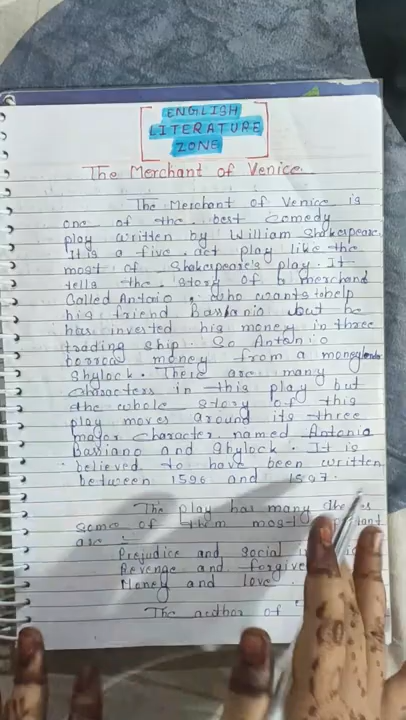 ENGLISH
LITERATURE
ZONE
The Merchant of Venice.
The Merchant of Venice is
one of the best Comedy
play written by William Shakespeare.
It is a five act play like the
most of Shakespeare's play. It
tells the story of a merchant
Called Antoio, who wants to help
his friend Bassanio but he
has inverted his money in three
trading ship. So Antonio
borrow money from a moneylender
Shylock. There are many
Characters in this play but
the whole story of this
play moves around its three
major character named Antonio
Bassiano and Shylock. It is
believed to have been written
between 1596 and 1597.
The play has many
Some of them most
are :-
Prejudice and social
Revenge and
Money and love
The author of